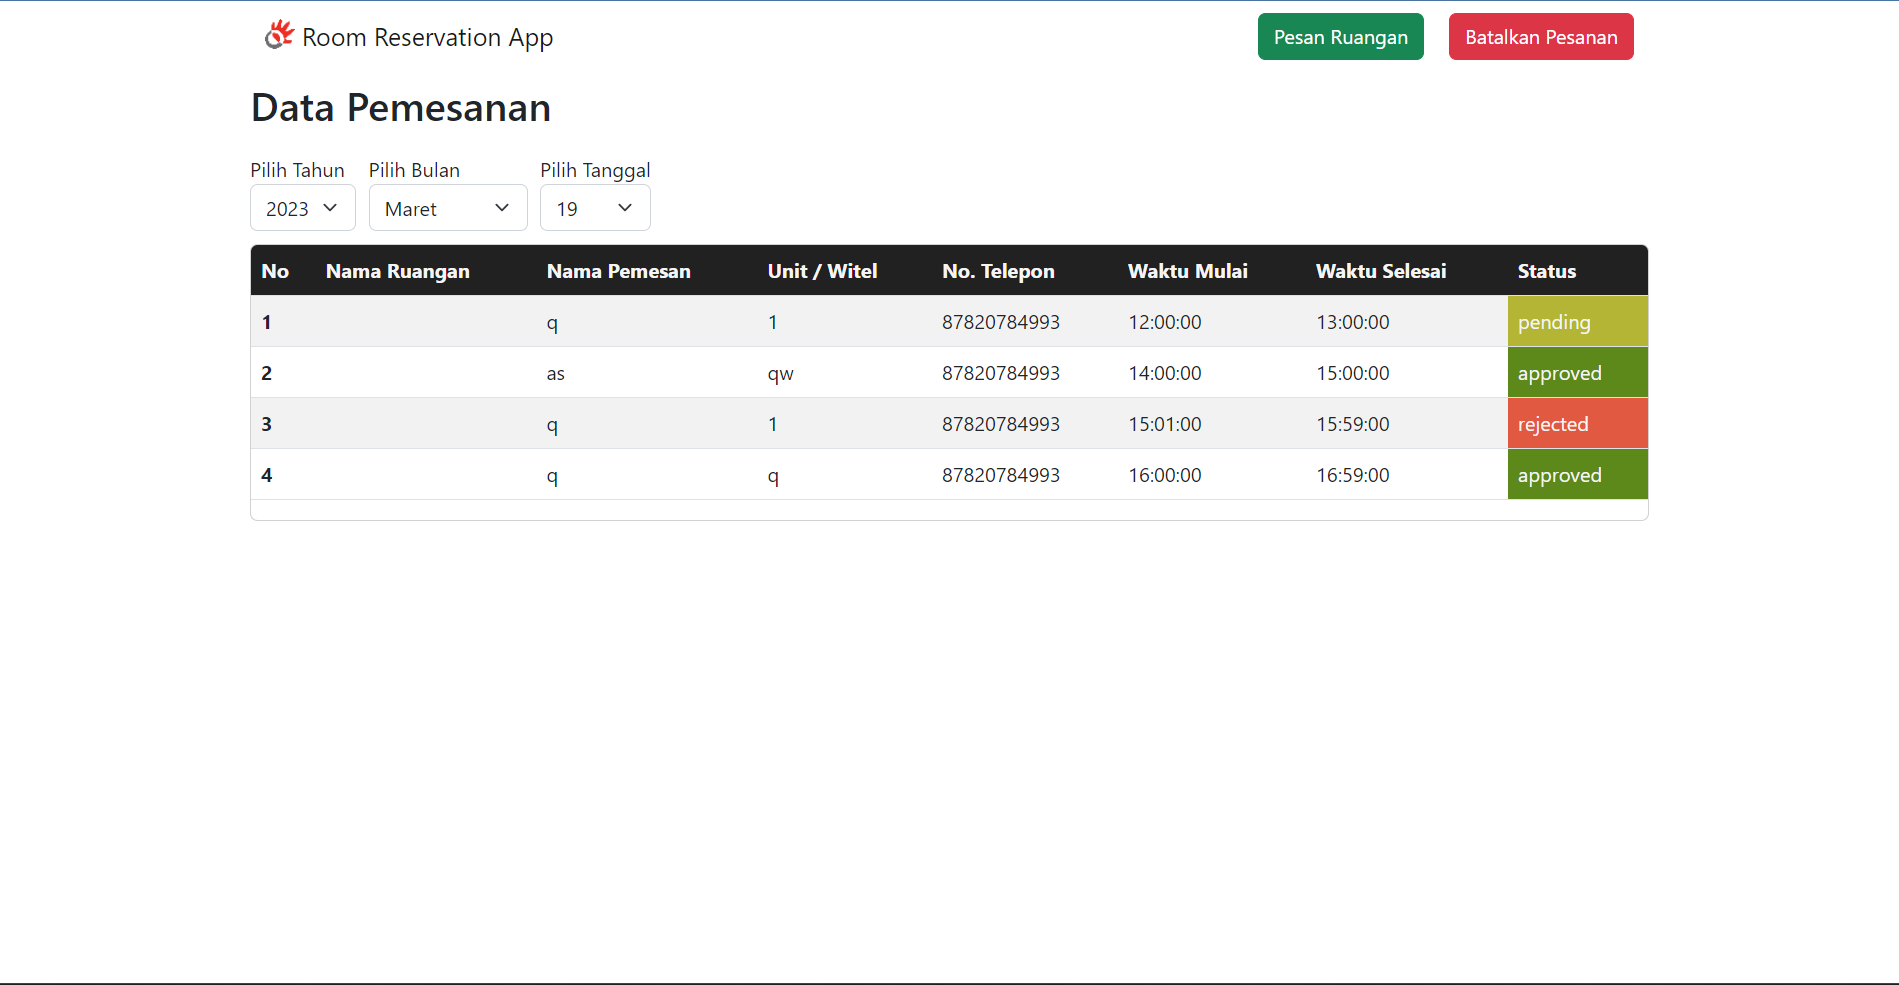 Room Reservation App
Pesan Ruangan
Batalkan Pesanan
Data Pemesanan
Pilih Tahun Pilih Bulan Pilih Tanggal
2023 Maret 19
No Nama Ruangan Nama Pemesan Unit / Witel No. Telepon Waktu Mulai Waktu Selesai Status
1 q 1 87820784993 12:00:00 13:00:00 pending
2 as qw 87820784993 14:00:00 15:00:00 approved
3 q 1 87820784993 15:01:00 15:59:00 rejected
4 q q 87820784993 16:00:00 16:59:00 approved